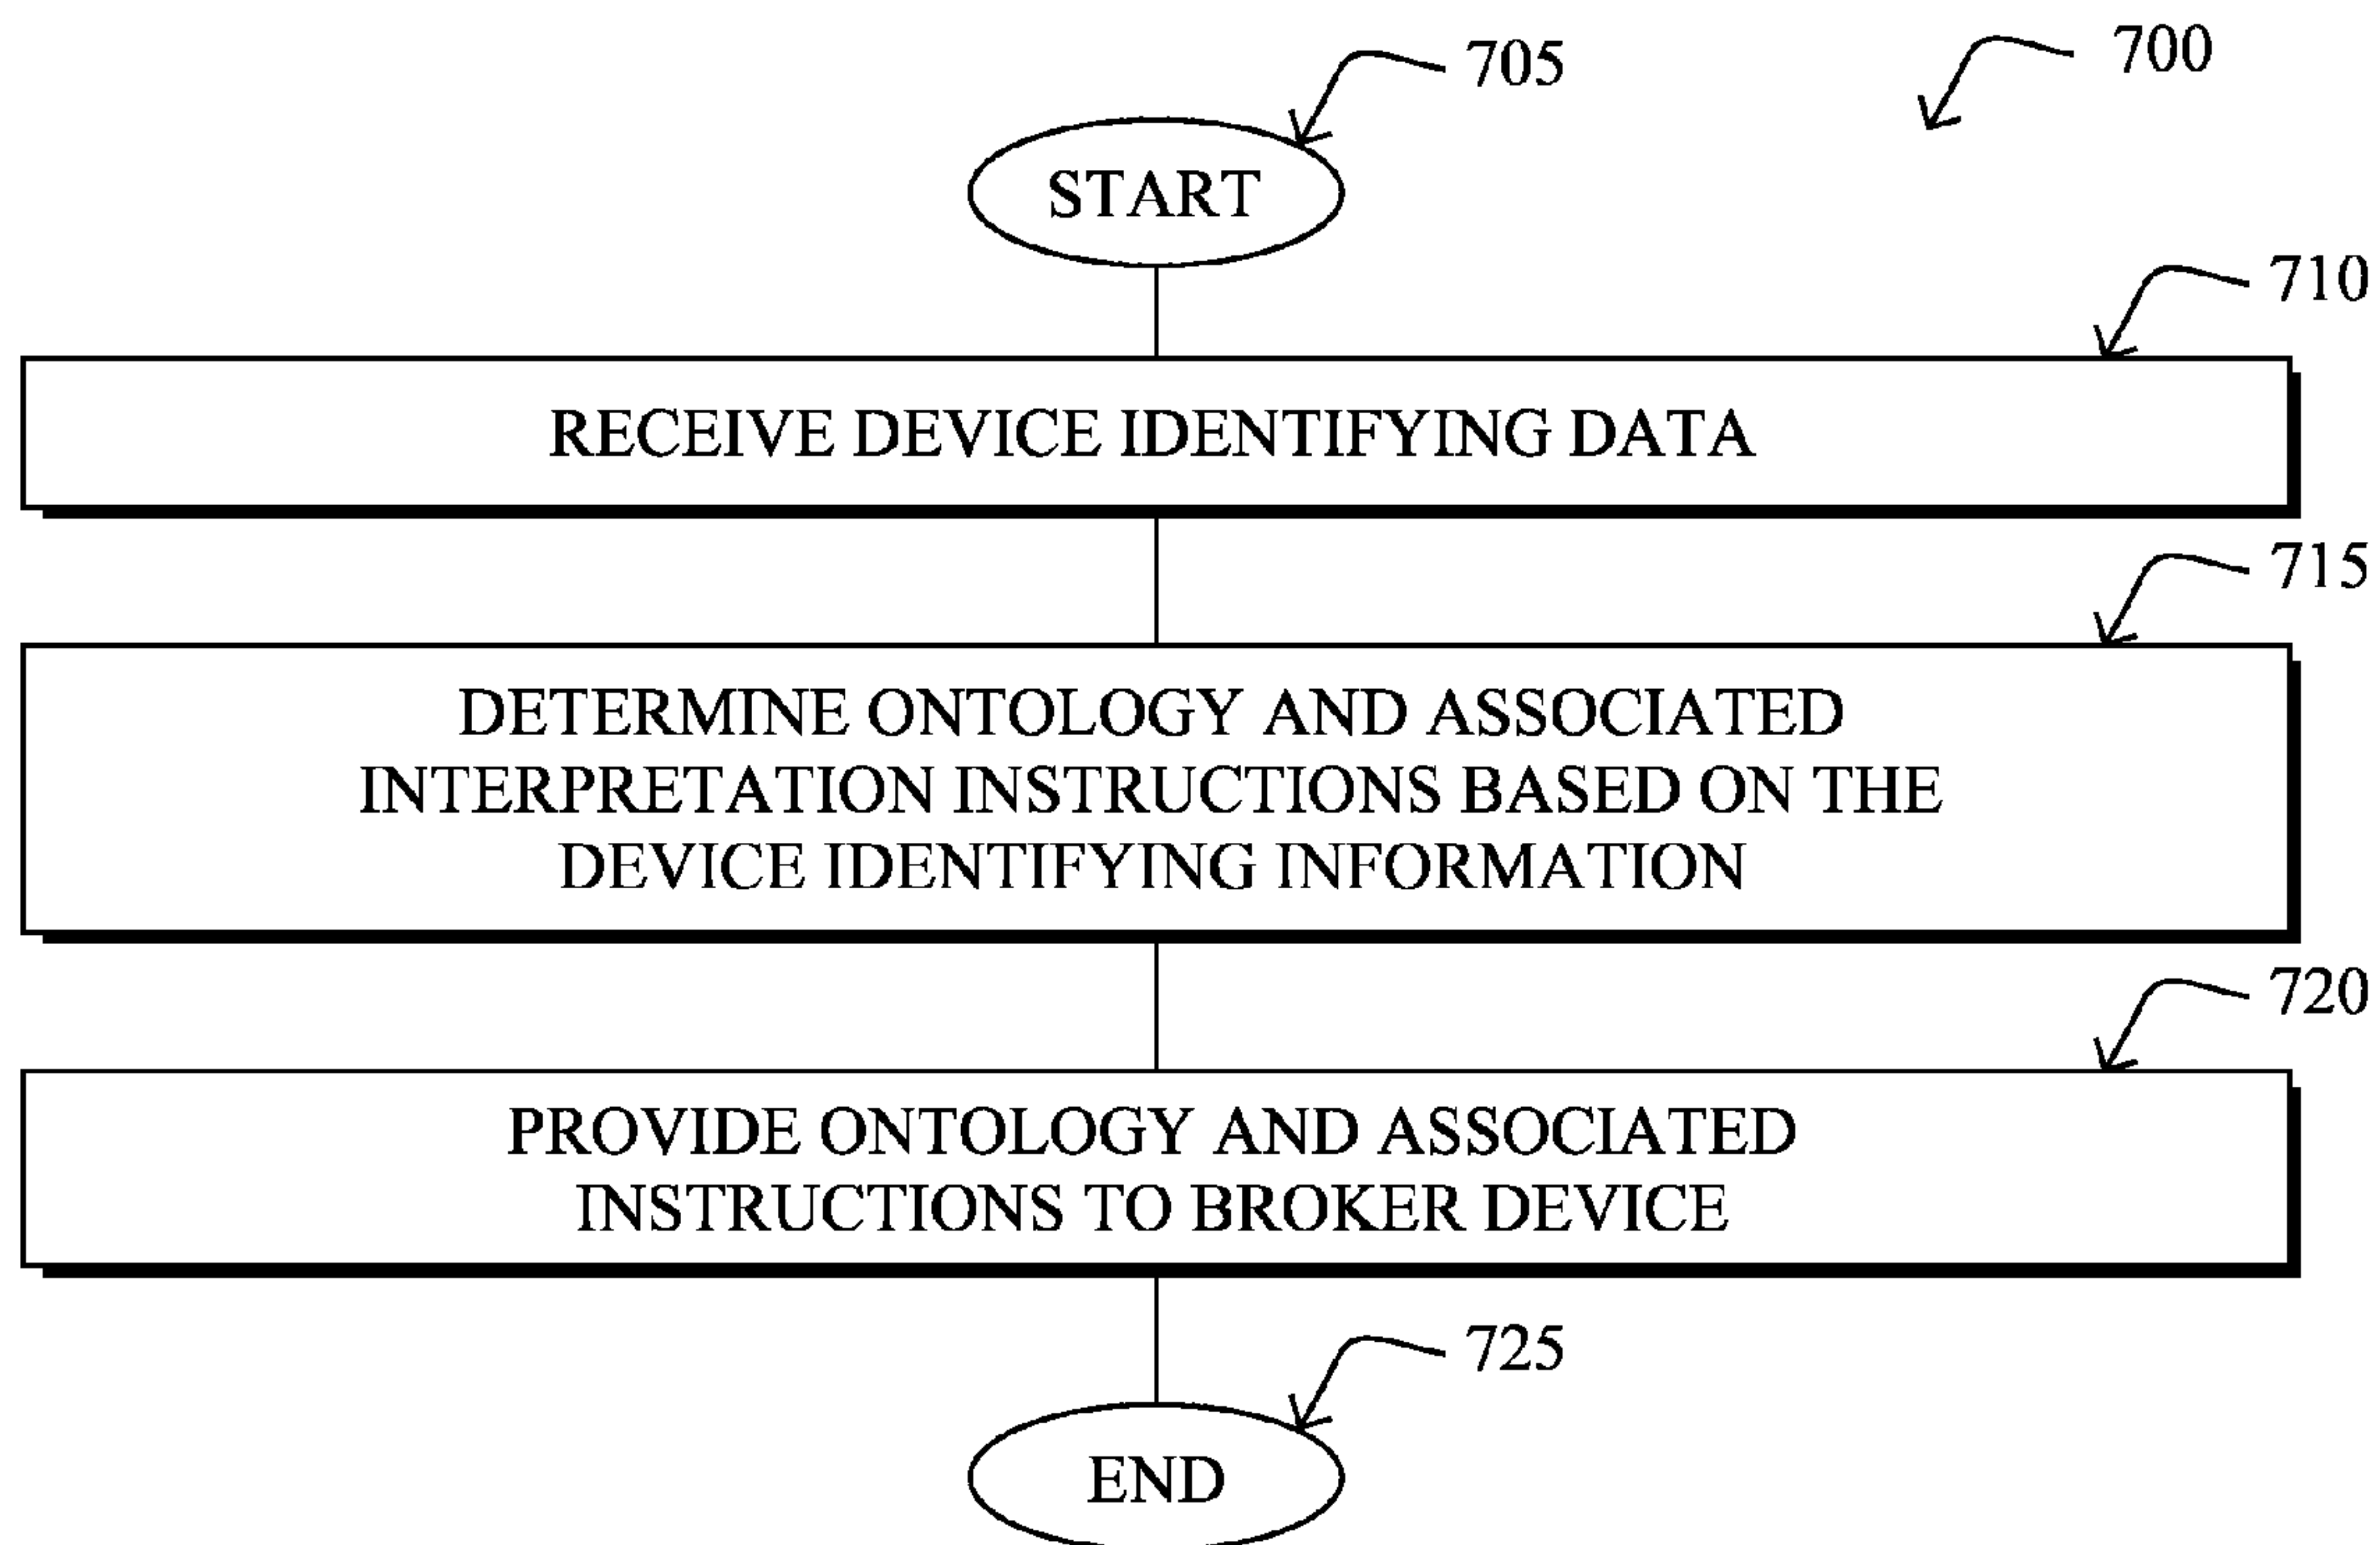 700
705
START
710
RECEIVE DEVICE IDENTIFYING DATA
715
DETERMINE ONTOLOGY AND ASSOCIATED
INTERPRETATION INSTRUCTIONS BASED ON THE
DEVICE IDENTIFYING INFORMATION
720
PROVIDE ONTOLOGY AND ASSOCIATED
INSTRUCTIONS TO BROKER DEVICE
725
END